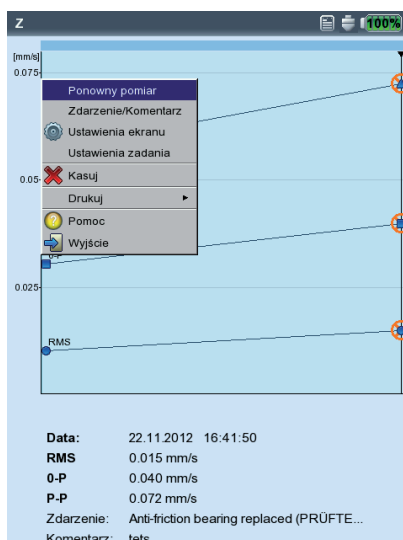 Z
100%
[mm/s]
0.075
Ponowny pomiar
Zdarzenie/Komentarz
Ustawienia ekranu
Ustawienia zadania
0.05
Kasuj
Drukuj
Pomoc
Wyjście
0-P
0.025
RMS
Data: 22.11.2012 16:41:50
RMS 0.015 mm/s
0-P 0.040 mm/s
P-P 0.072 mm/s
Zdarzenie: Anti-friction bearing replaced (PRÜFTE...
Komentarz: tets